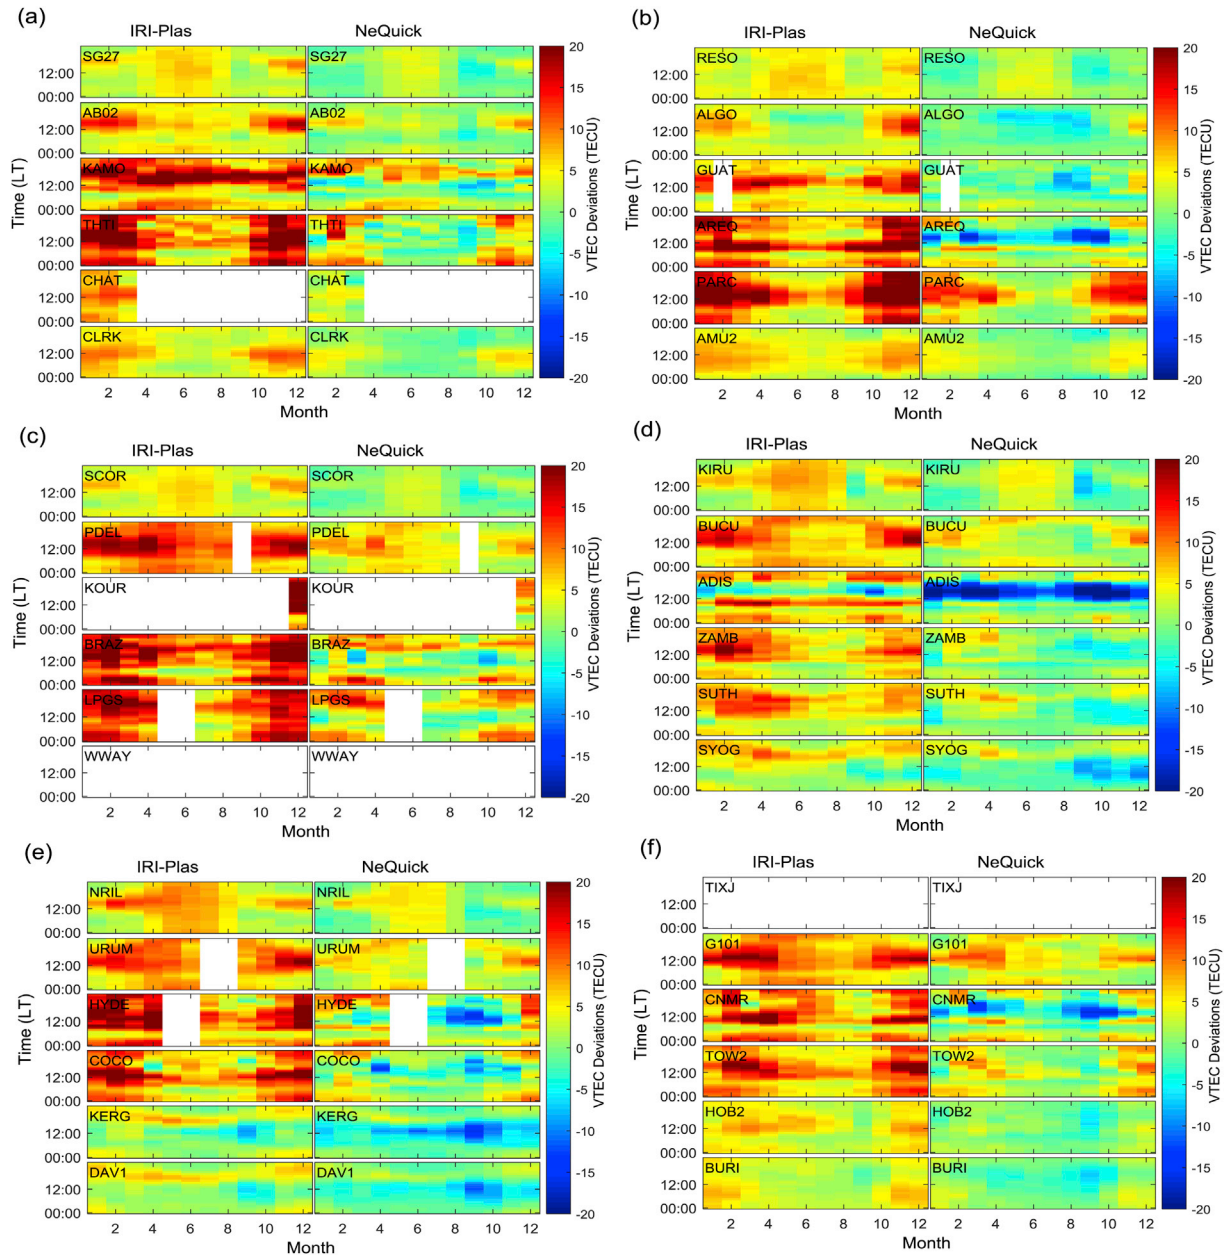 (a)
IRI-Plas NeQuick
SG27 SG27
12:00
00:00
AB02 AB02
12:00
00:00
KAMO KAMO
12:00
00:00
THTI THTI
12:00
00:00
CHAT CHAT
12:00
00:00
CLRK CLRK
12:00
00:00
2 4 6 8 10 12 2 4 6 8 10 12
Month
Time (LT)
20
15
10
5
0
-5
-10
-15
-20
VTEC Deviations (TECU)
(b)
IRI-Plas NeQuick
RESO RESO
12:00
00:00
ALGO ALGO
12:00
00:00
GUAT GUAT
12:00
00:00
AREQ AREQ
12:00
00:00
PARC PARC
12:00
00:00
AMU2 AMU2
12:00
00:00
2 4 6 8 10 12 2 4 6 8 10 12
Month
Time (LT)
20
15
10
5
0
-5
-10
-15
-20
VTEC Deviations (TECU)
(c)
IRI-Plas NeQuick
SCOR SCOR
12:00
00:00
PDEL PDEL
12:00
00:00
KOUR KOUR
12:00
00:00
BRAZ BRAZ
12:00
00:00
LPGS LPGS
12:00
00:00
WWAY WWAY
12:00
00:00
2 4 6 8 10 12 2 4 6 8 10 12
Month
Time (LT)
20
15
10
5
0
-5
-10
-15
-20
VTEC Deviations (TECU)
(d)
IRI-Plas NeQuick
KIRU KIRU
12:00
00:00
BUCU BUCU
12:00
00:00
ADIS ADIS
12:00
00:00
ZAMB ZAMB
12:00
00:00
SUTH SUTH
12:00
00:00
SYOG SYOG
12:00
00:00
2 4 6 8 10 12 2 4 6 8 10 12
Month
Time (LT)
20
15
10
5
0
-5
-10
-15
-20
VTEC Deviations (TECU)
(e)
IRI-Plas NeQuick
NRIL NRIL
12:00
00:00
URUM URUM
12:00
00:00
HYDE HYDE
12:00
00:00
COCO COCO
12:00
00:00
KERG KERG
12:00
00:00
DAV1 DAV1
12:00
00:00
2 4 6 8 10 12 2 4 6 8 10 12
Month
Time (LT)
20
15
10
5
0
-5
-10
-15
-20
VTEC Deviations (TECU)
(f)
IRI-Plas NeQuick
TIXJ TIXJ
12:00
00:00
G101 G101
12:00
00:00
CNMR CNMR
12:00
00:00
TOW2 TOW2
12:00
00:00
HOB2 HOB2
12:00
00:00
BURI BURI
12:00
00:00
2 4 6 8 10 12 2 4 6 8 10 12
Month
Time (LT)
20
15
10
5
0
-5
-10
-15
-20
VTEC Deviations (TECU)